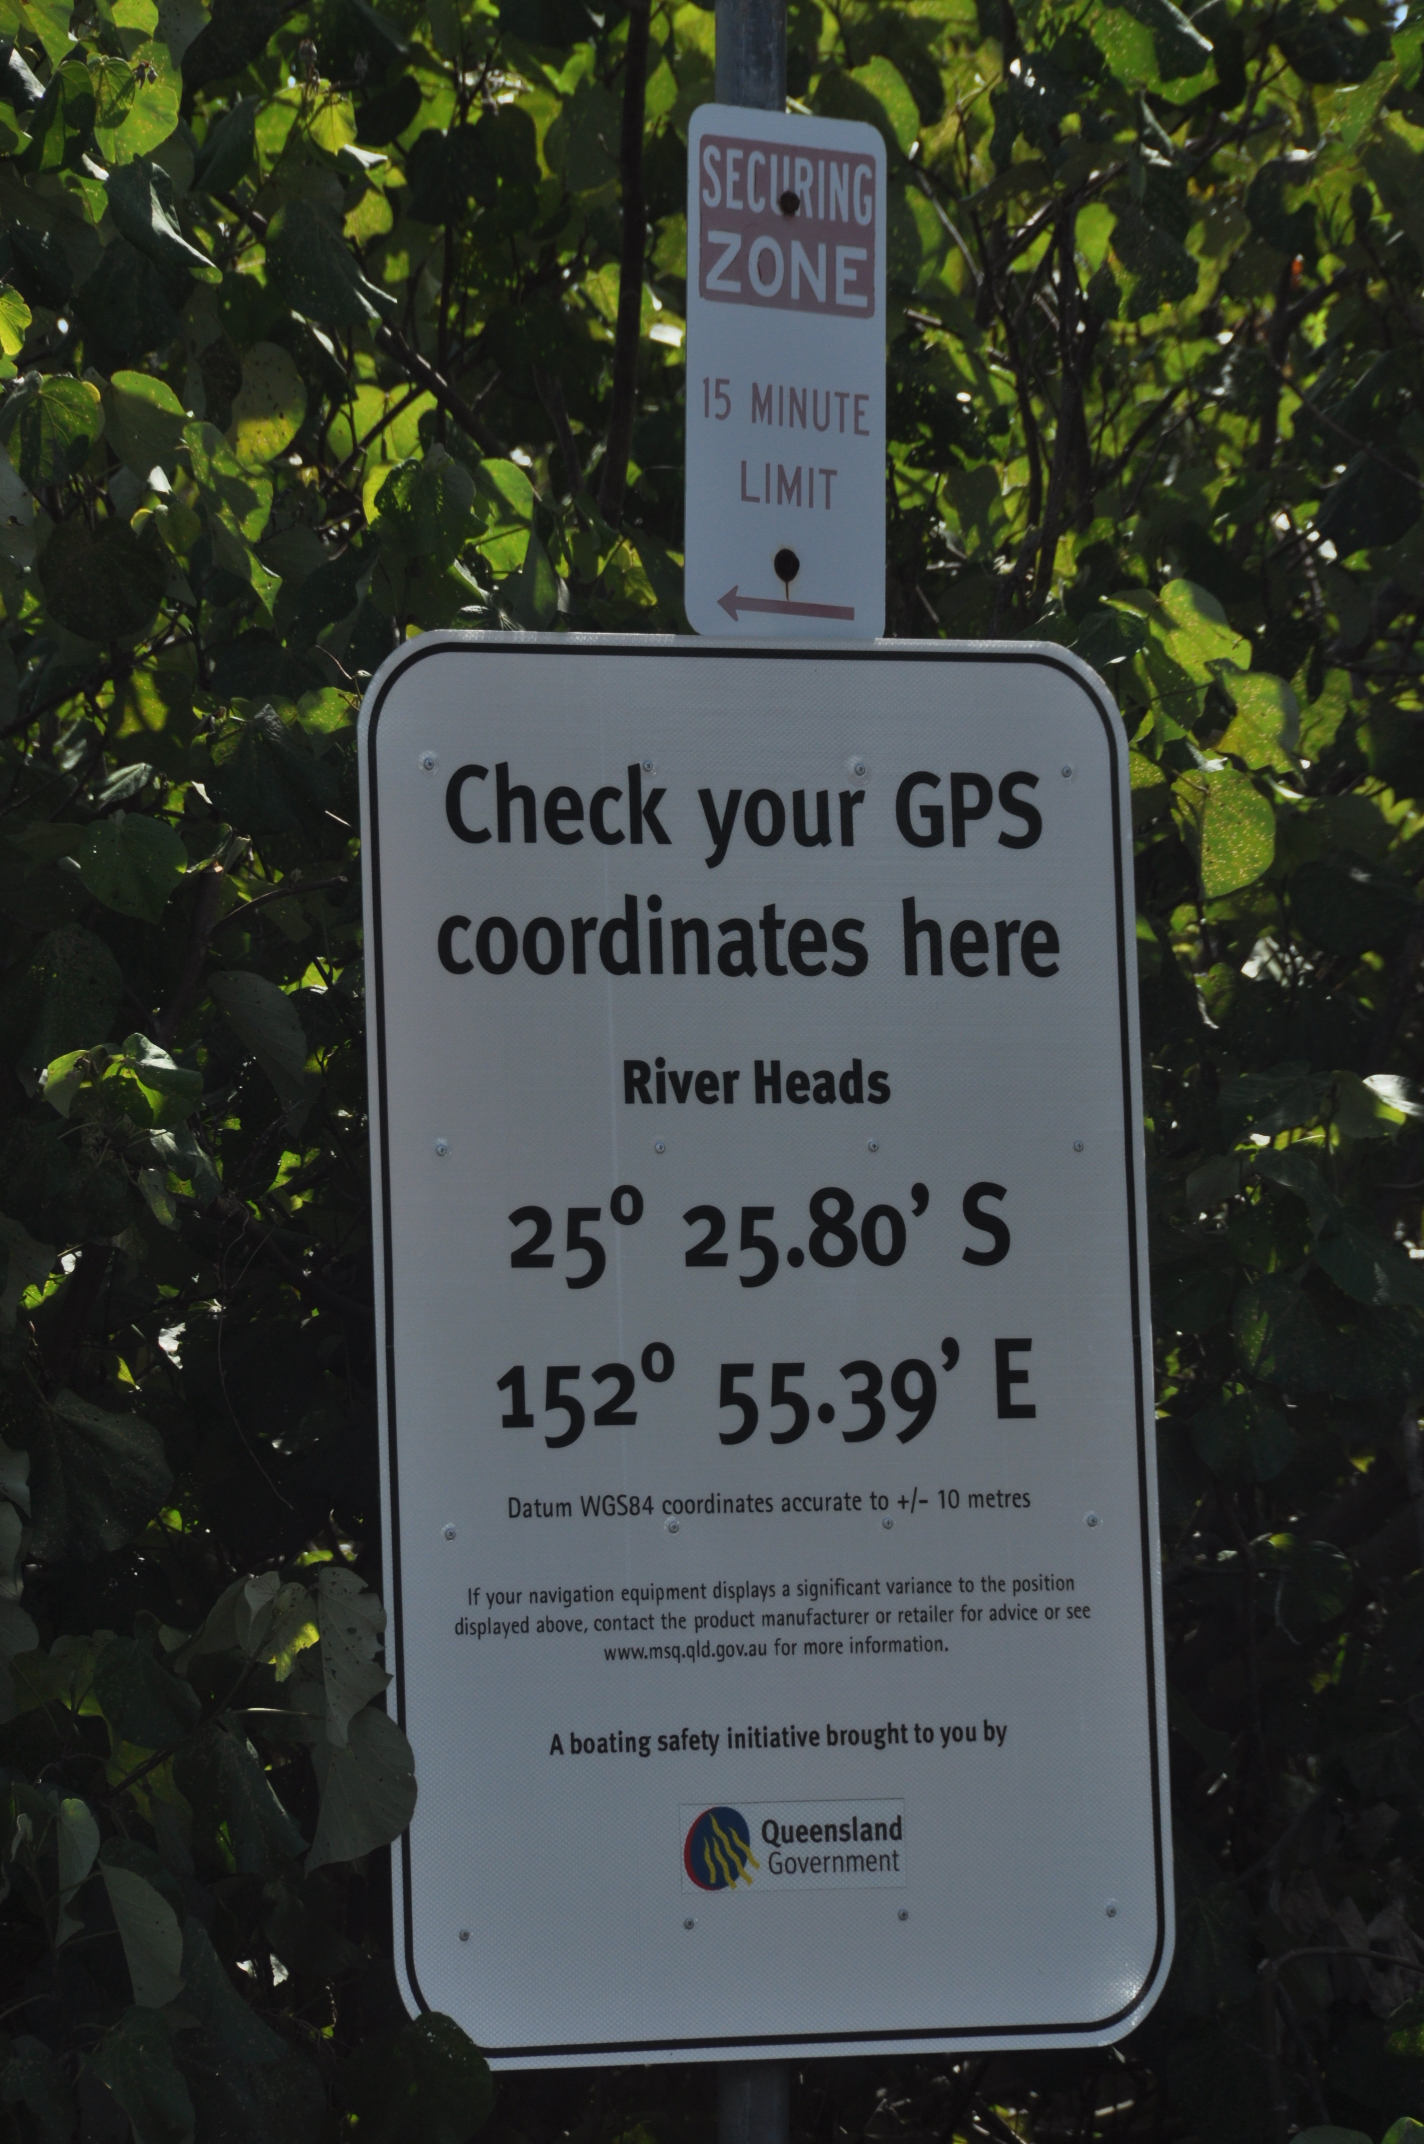 SECURING
ZONE
15 MINUTE
LIMIT
Check your GPS
coordinates here
River Heads
25⁰ 25.80’ S
152⁰ 55.39’ E
Datum WGS84 coordinates accurate to +/- 10 metres
If your navigation equipment displays a significant variance to the position
displayed above, contact the product manufacturer or retailer for advice or see
www.msq.qld.gov.au for more information.
A boating safety initiative brought to you by
Queensland
Government